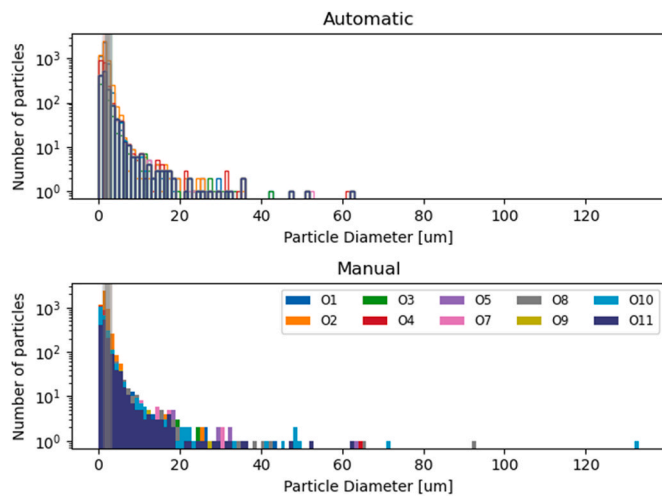 Automatic
Number of particles
10³
10²
10¹
10⁰
0 20 40 60 80 100 120
Particle Diameter [um]
Manual
Number of particles
10³
10²
10¹
10⁰
O1 O3 O5 O8 O10
O2 O4 O7 O9 O11
0 20 40 60 80 100 120
Particle Diameter [um]